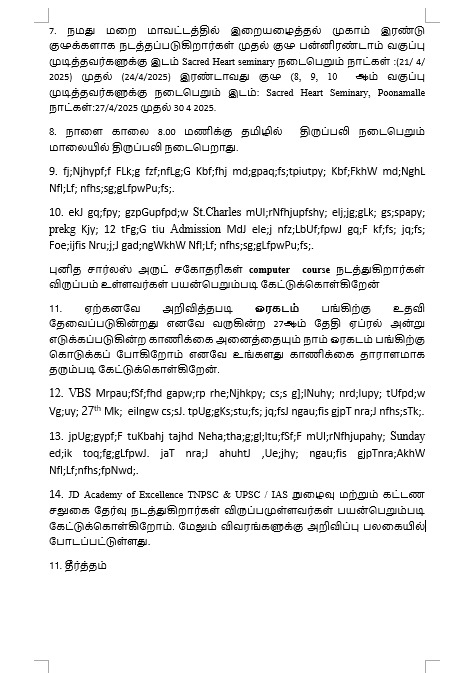 7. நமது மறை மாவட்டத்தில் இறையழைத்தல் முகாம் இரண்டு
குழுக்களாக நடத்தப்படுகிறார்கள் முதல் குழு பன்னிரண்டாம் வகுப்பு
முடித்தவர்களுக்கு இடம் Sacred Heart seminary நடைபெறும் நாட்கள் :(21/ 4/
2025) முதல் (24/4/2025) இரண்டாவது குழு (8, 9, 10 ஆம் வகுப்பு
முடித்தவர்களுக்கு நடைபெறும் இடம்: Sacred Heart Seminary, Poonamalle
நாட்கள்:27/4/2025 முதல் 30 4 2025.
8. நாளை காலை 8.00 மணிக்கு தமிழில் திருப்பலி நடைபெறும்
மாலையில் திருப்பலி நடைபெறாது.
9. fj;Njhypf;f FLk;g fzf;nfLg;G Kbf;fhj md;gpaq;fs;tpiutpy; Kbf;FkhW md;NghL
Nfl;Lf; nfhs;sg;gLfpwPu;fs;.
10. ekJ gq;fpy; gzpGupfpd;w St.Charles mUl;rNfhjupfshy; elj;jg;gLk; gs;spapy;
prekg Kjy; 12 tFg;G tiu Admission MdJ ele;j nfz;LbUf;fpwJ gq;F kf;fs; jq;fs;
Foe;ijfis Nru;j;J gad;ngWkhW Nfl;Lf; nfhs;sg;gLfpwPu;fs;.
புனித சார்லஸ் அருட் சகோதரிகள் computer course நடத்துகிறார்கள்
விருப்பம் உள்ளவர்கள் பயன்பெறும்படி கேட்டுக்கொள்கிறேன்
11. ஏற்கனவே அறிவித்தபடி ஒரகடம் பங்கிற்கு உதவி
தேவைப்படுகின்றது எனவே வருகின்ற 27ஆம் தேதி ஏப்ரல் அன்று
எடுக்கப்படுகின்ற காணிக்கை அனைத்தையும் நாம் ஒரகடம் பங்கிற்கு
கொடுக்கப் போகிறோம் எனவே உங்களது காணிக்கை தாராளமாக
தரும்படி கேட்டுக்கொள்கிறேன்.
12. VBS Mrpau;fSf;fhd gapw;rp rhe;Njhkpy; cs;s g];lNuhy; nrd;lupy; tUfpd;w
Vg;uy; 27th Mk; eilngw cs;sJ. tpUg;gKs;stu;fs; jq;fsJ ngau;fis gjpT nra;J nfhs;sTk;.
13. jpUg;gypf;F tuKbahj tajhd Neha;tha;g;gl;ltu;fSf;F mUl;rNfhjupahy; Sunday
ed;ik toq;fg;gLfpwJ. jaT nra;J ahuhtJ ,Ue;jhy; ngau;fis gjpTnra;AkhW
Nfl;Lf;nfhs;fpNwd;.
14. JD Academy of Excellence TNPSC & UPSC / IAS நுழைவு மற்றும் கட்டண
சலுகை தேர்வு நடத்துகிறார்கள் விருப்பமுள்ளவர்கள் பயன்பெறும்படி
கேட்டுக்கொள்கிறோம். மேலும் விவரங்களுக்கு அறிவிப்பு பலகையில்
போடப்பட்டுள்ளது.
11. தீர்த்தம்